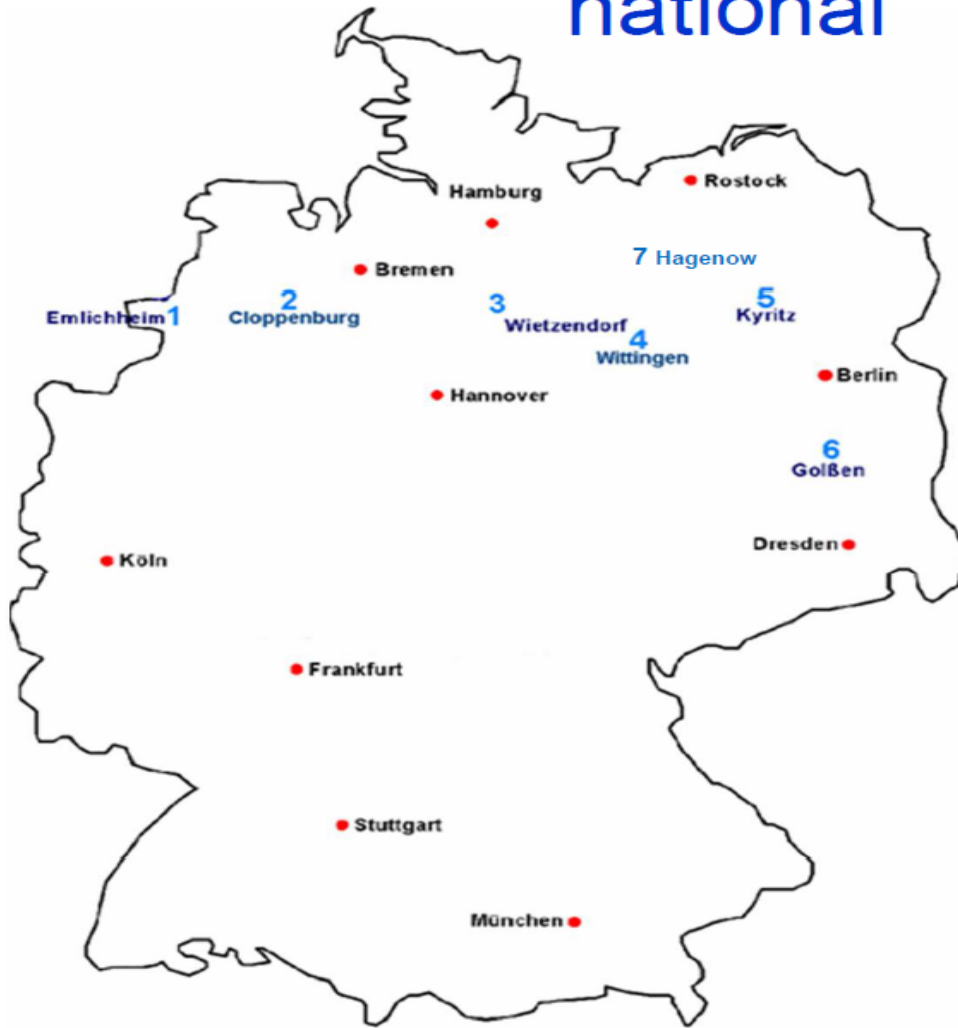 national
Rostock
Hamburg
7 Hagenow
Bremen
2
3
5
Emlichheim 1
Cloppenburg
Wietzendorf
Kyritz
4
Wittingen
Berlin
Hannover
6
Golßen
Dresden
Köln
Frankfurt
Stuttgart
München